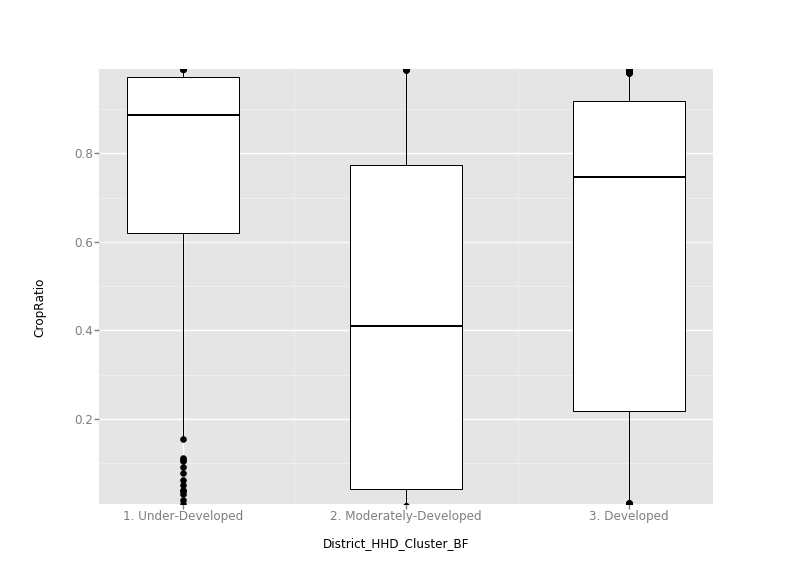 0.8
0.6
0.4
0.2
CropRatio
1. Under-Developed
2. Moderately-Developed
3. Developed
District_HHD_Cluster_BF